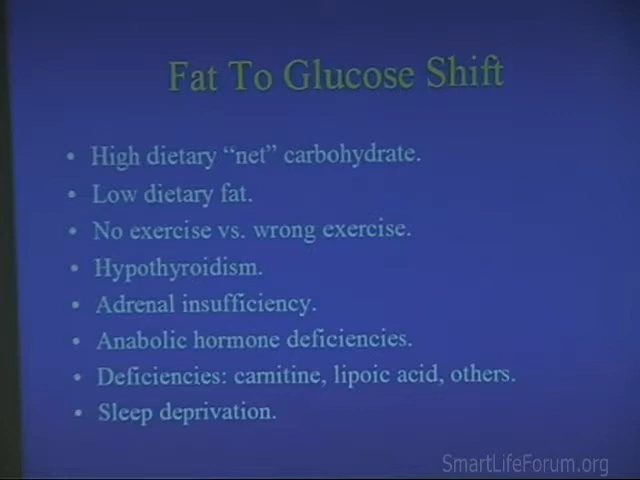 Fat To Glucose Shift
• High dietary “net” carbohydrate.
• Low dietary fat.
• No exercise vs. wrong exercise.
• Hypothyroidism.
• Adrenal insufficiency.
• Anabolic hormone deficiencies.
• Deficiencies: carnitine, lipoic acid, others.
• Sleep deprivation.
SmartLifeForum.org